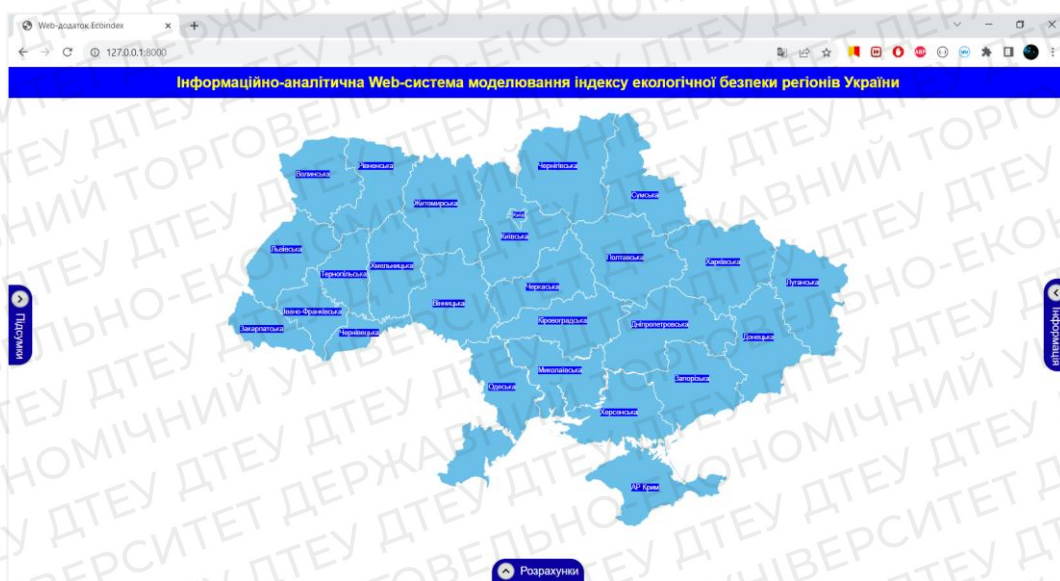 Web-додаток Ecoindex
127.0.0.1:8000
Інформаційно-аналітична Web-система моделювання індексу екологічної безпеки регіонів України
Волинська
Рівненська
Житомирська
Чернігівська
Київ
Київська
Сумська
Львівська
Тернопільська
Хмельницька
Вінницька
Черкаська
Полтавська
Харківська
Луганська
Закарпатська
Івано-Франківська
Чернівецька
Кіровоградська
Дніпропетровська
Донецька
Миколаївська
Одеська
Запорізька
Херсонська
АР Крим
Підсумки
Інформація
Розрахунки